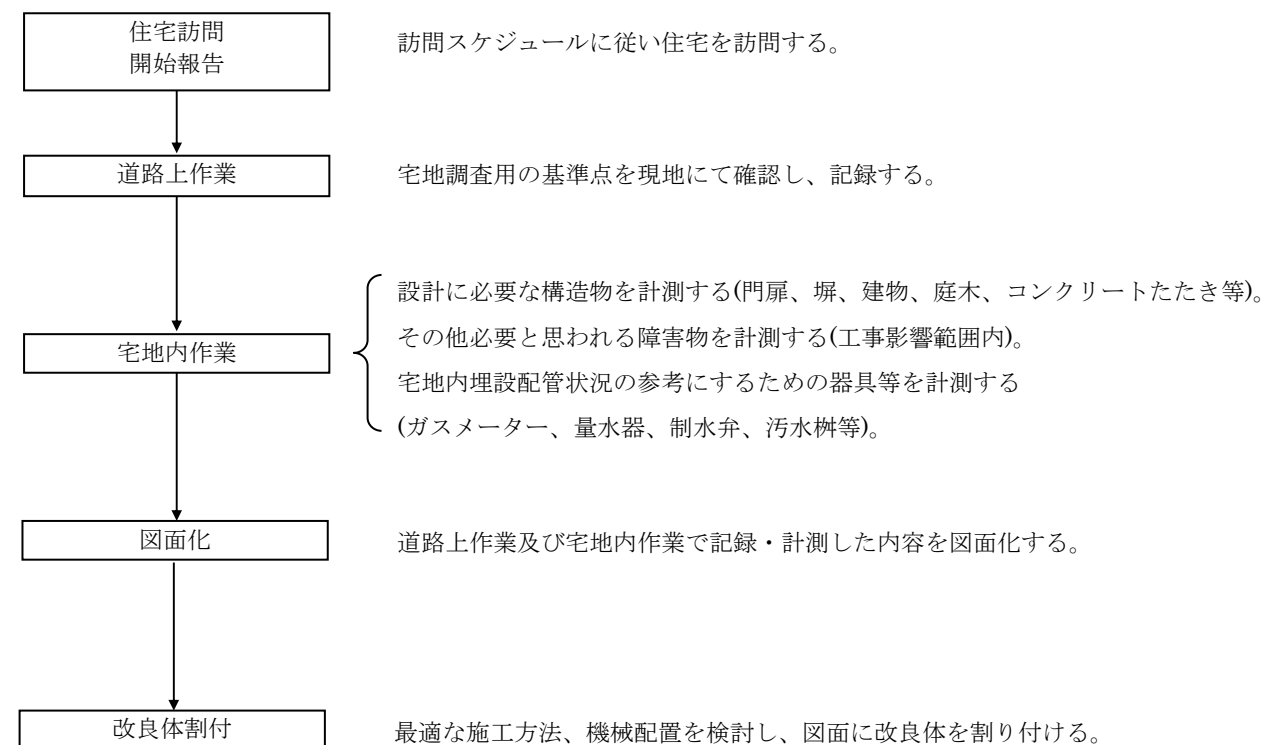 住宅訪問
開始報告
訪問スケジュールに従い住宅を訪問する。
道路上作業
宅地調査用の基準点を現地にて確認し、記録する。
設計に必要な構造物を計測する(門扉、塀、建物、庭木、コンクリートたたき等)。
その他必要と思われる障害物を計測する(工事影響範囲内)。
宅地内作業
宅地内埋設配管状況の参考にするための器具等を計測する
(ガスメーター、量水器、制水弁、汚水桝等)。
図面化
道路上作業及び宅地内作業で記録・計測した内容を図面化する。
改良体割付
最適な施工方法、機械配置を検討し、図面に改良体を割り付ける。